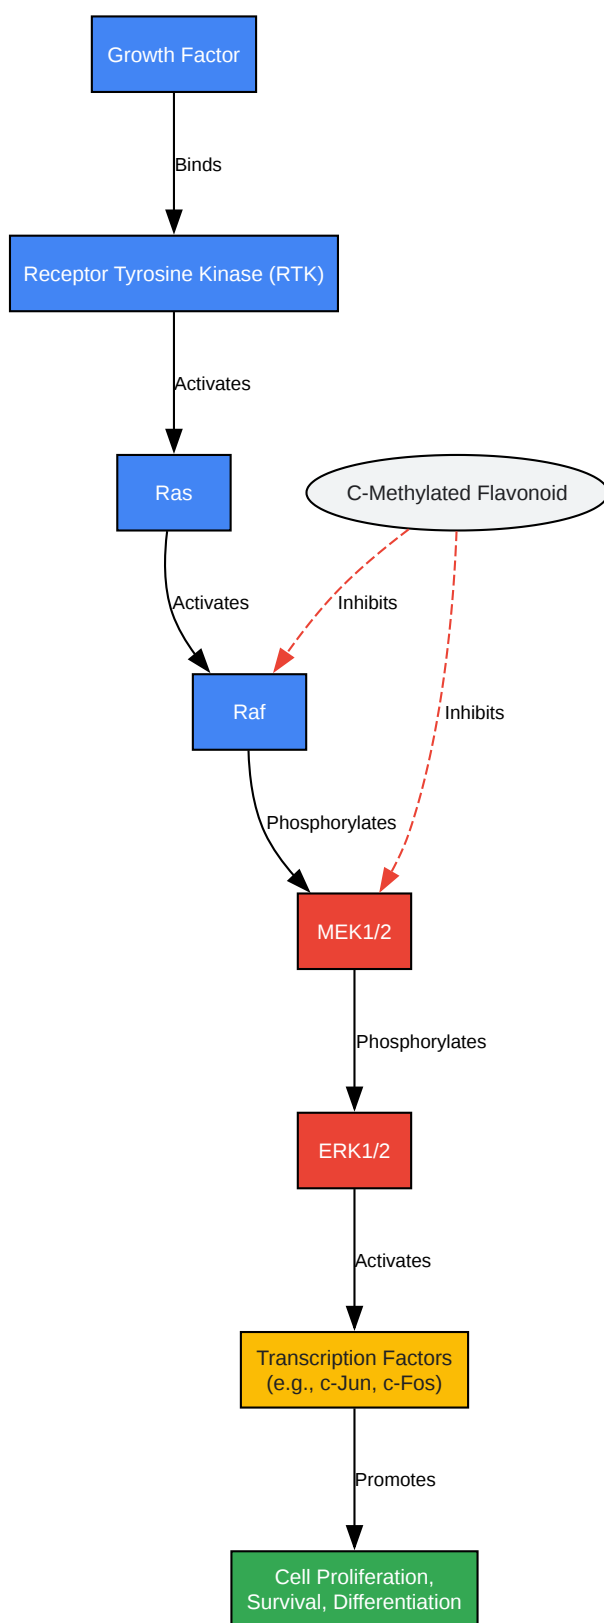 Growth Factor
Binds
Receptor Tyrosine Kinase (RTK)
Activates
Ras
C-Methylated Flavonoid
Activates
Inhibits
Raf
Inhibits
Phosphorylates
MEK1/2
Phosphorylates
ERK1/2
Activates
Transcription Factors
(e.g., c-Jun, c-Fos)
Promotes
Cell Proliferation,
Survival, Differentiation